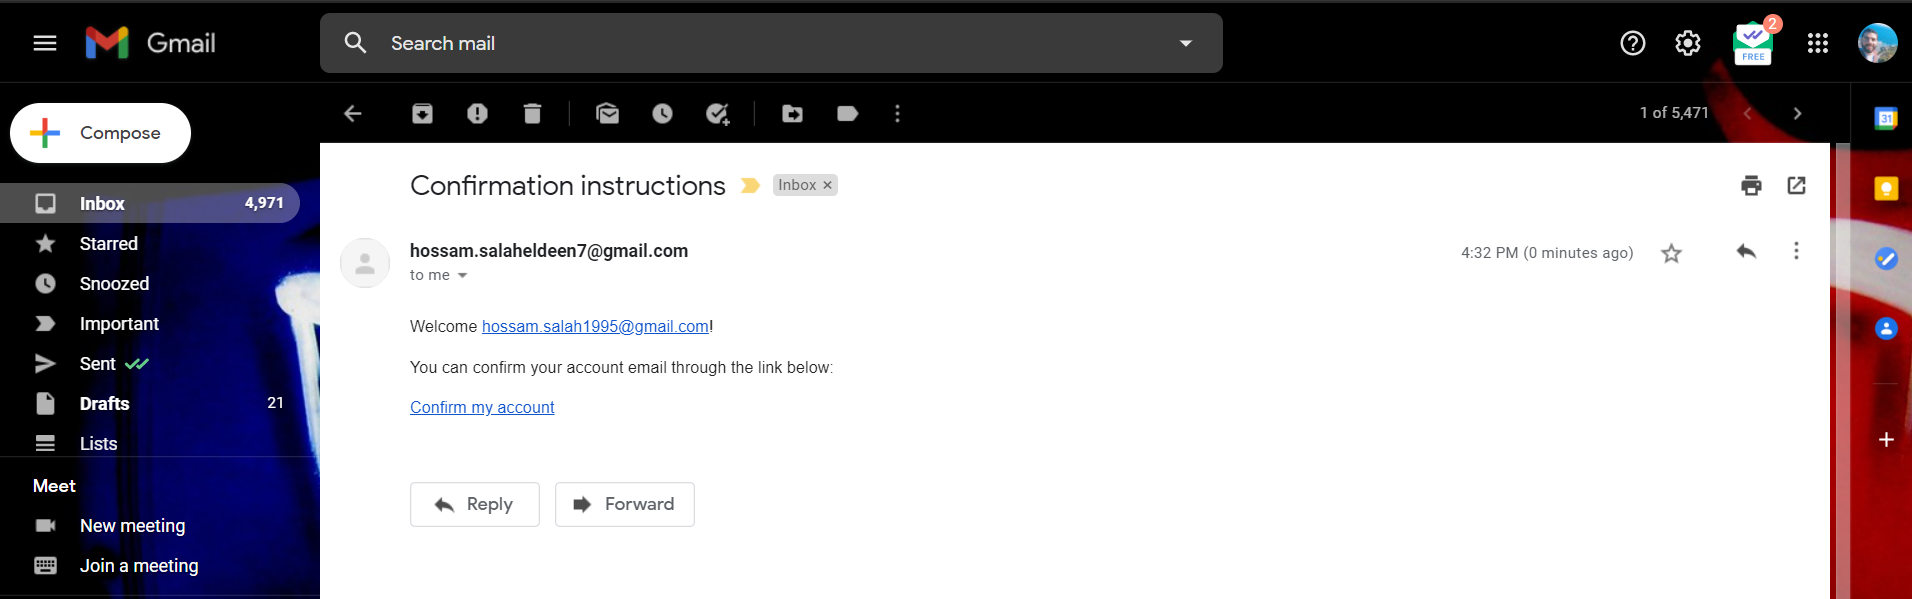 Gmail
Search mail
2
FREE
Compose
1 of 5,471
31
Inbox 4,971
Starred
Snoozed
Important
Sent
Drafts 21
Lists
Meet
New meeting
Join a meeting
Confirmation instructions Inbox ×
hossam.salaheldeen7@gmail.com 4:32 PM (0 minutes ago)
to me
Welcome hossam.salah1995@gmail.com!
You can confirm your account email through the link below:
Confirm my account
Reply Forward